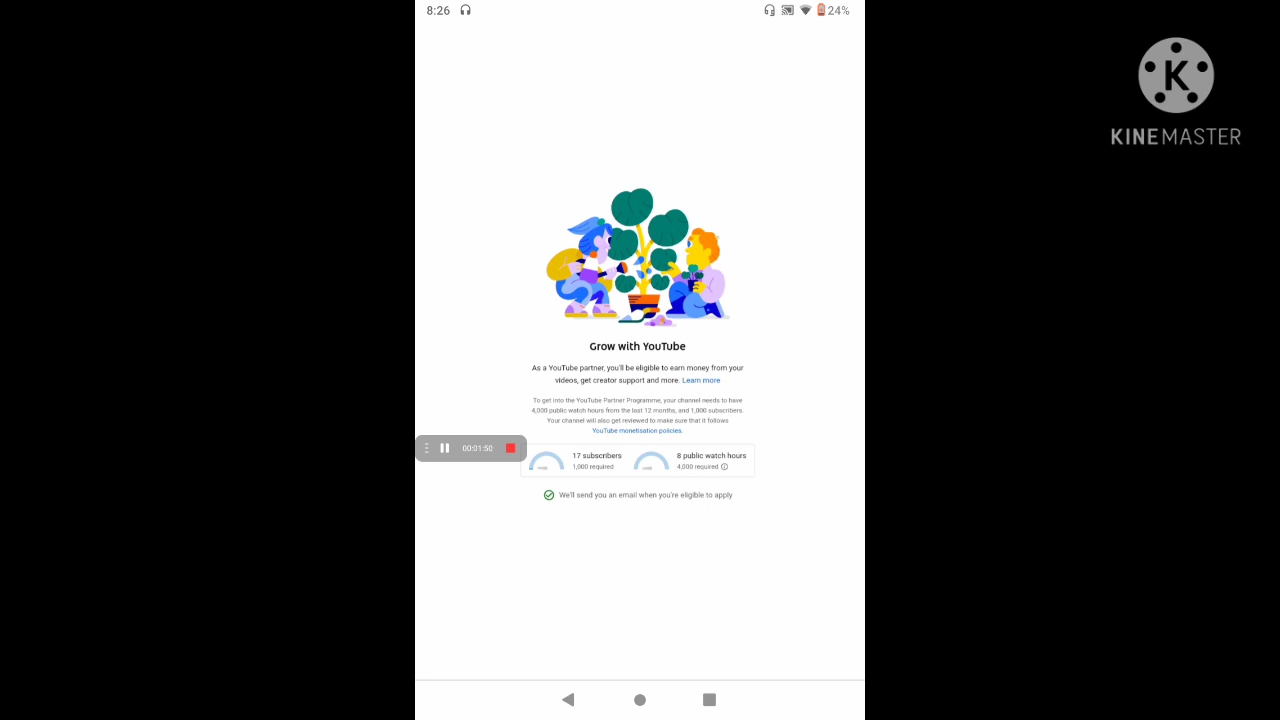 8:26
24%
KINEMASTER
Grow with YouTube
As a YouTube partner, you'll be eligible to earn money from your
videos, get creator support and more. Learn more
To get into the YouTube Partner Programme, your channel needs to have
4,000 public watch hours from the last 12 months, and 1,000 subscribers.
Your channel will also get reviewed to make sure that it follows
YouTube monetisation policies.
00:01:50
17 subscribers
1,000 required
8 public watch hours
4,000 required
We'll send you an email when you're eligible to apply